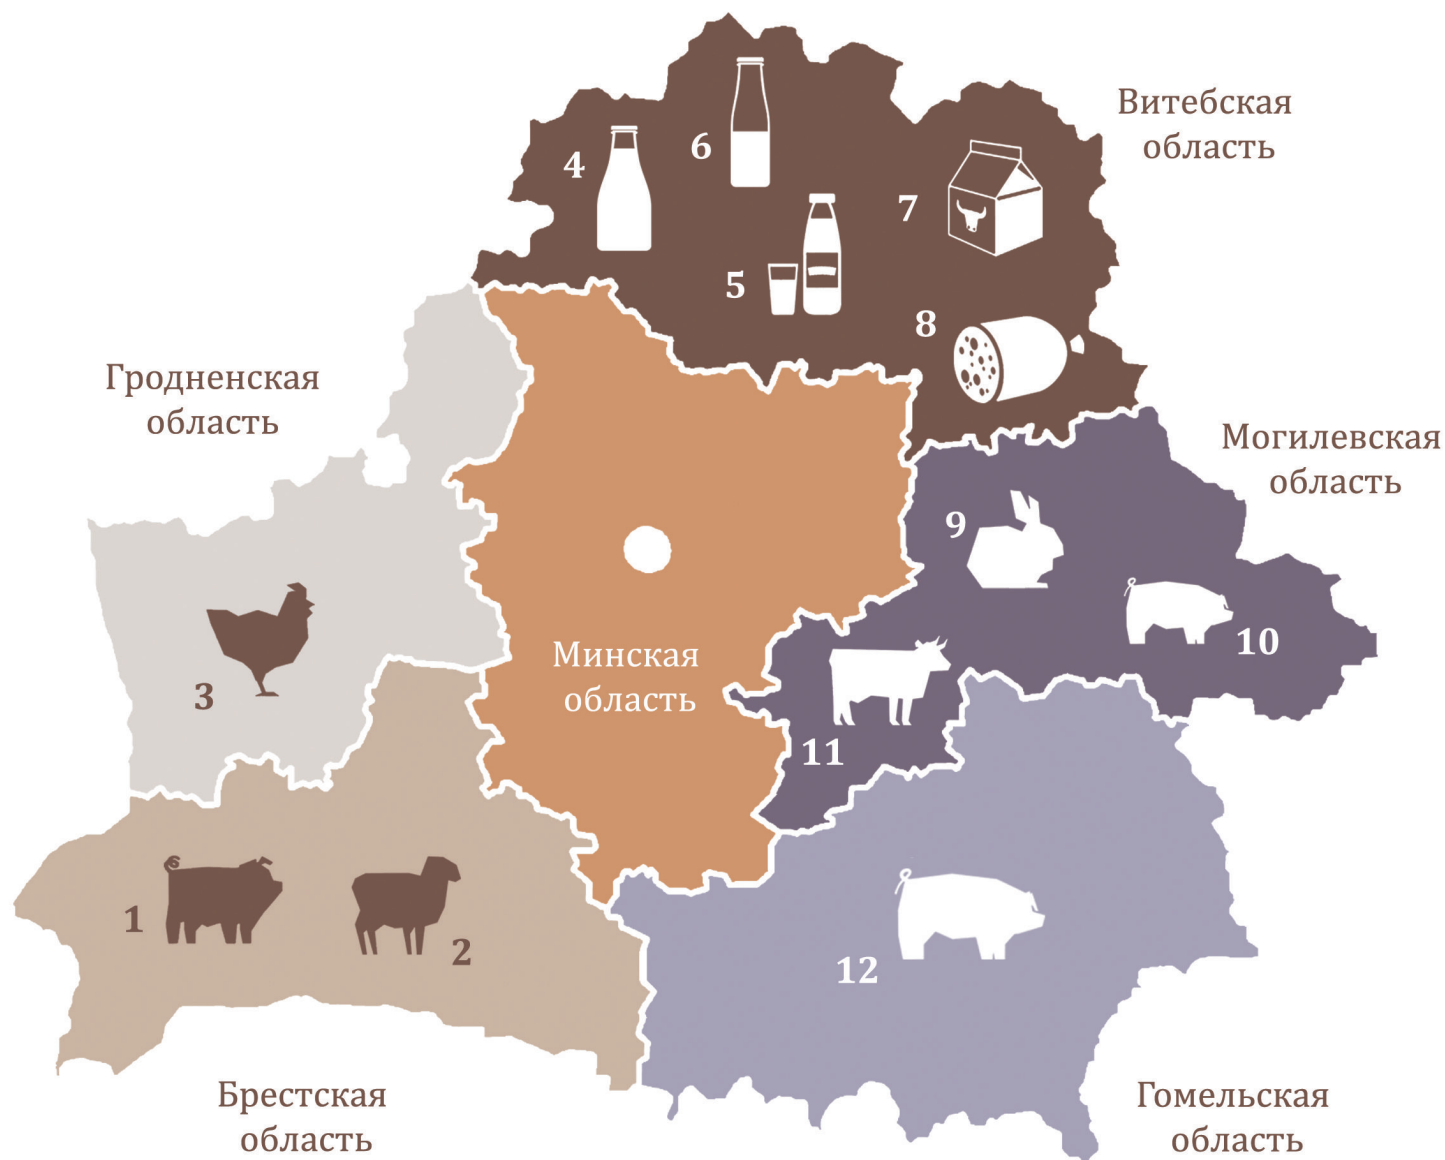 Витебская
область
6
4
7
5
8
Гродненская
область
Могилевская
область
9
10
Минская
область
3
11
1
2
12
Брестская
область
Гомельская
область